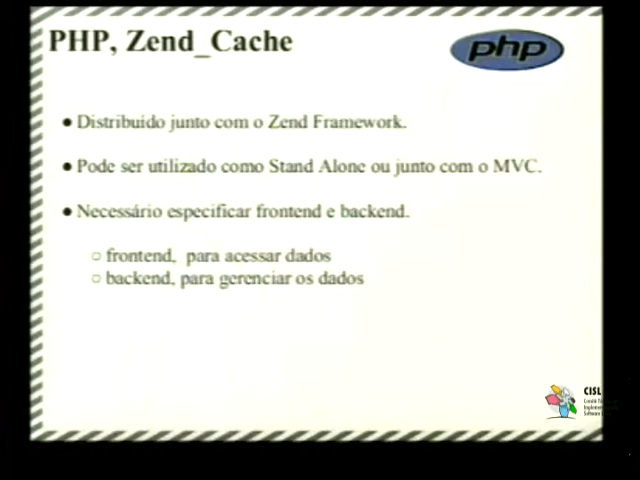 PHP, Zend_Cache
php
● Distribuído junto com o Zend Framework.
● Pode ser utilizado como Stand Alone ou junto com o MVC.
● Necessário especificar frontend e backend.
○ frontend, para acessar dados
○ backend, para gerenciar os dados
CISL